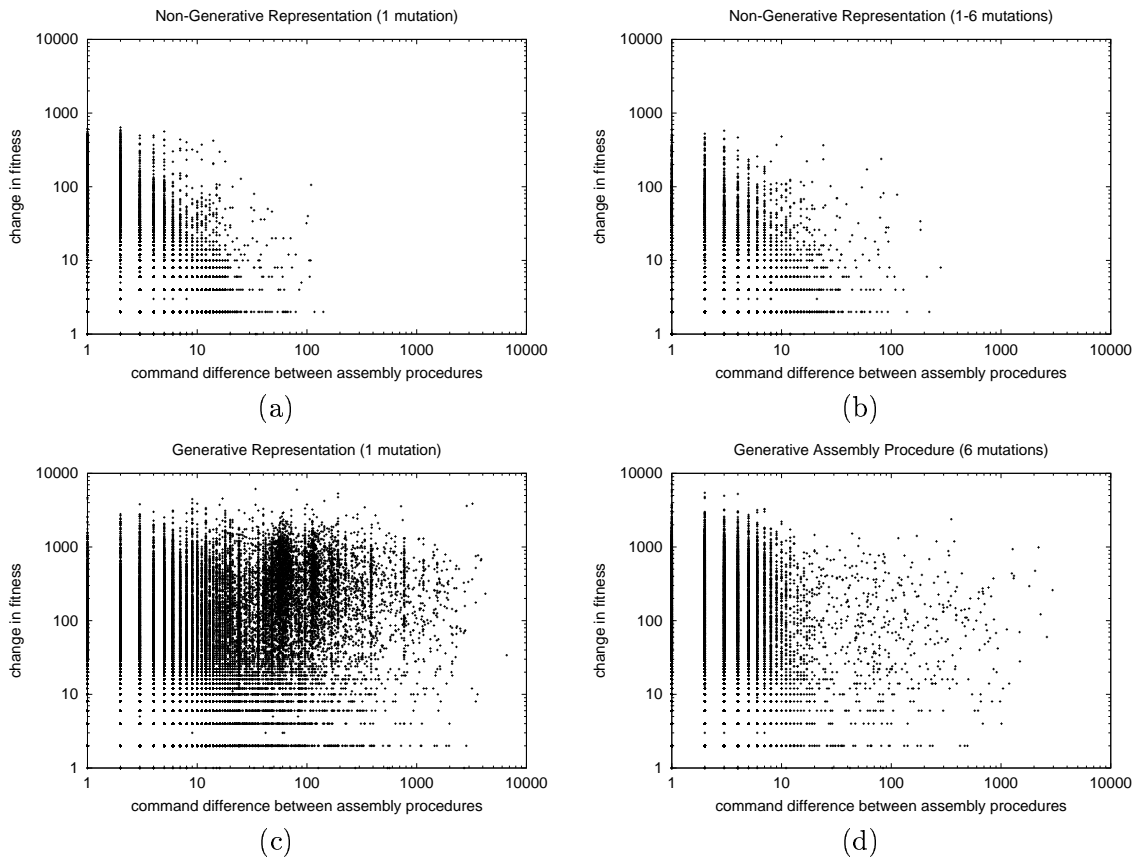 Non-Generative Representation (1 mutation)
10000
1000
100
10
1
change in fitness
1 10 100 1000 10000
command difference between assembly procedures
(a)
Non-Generative Representation (1-6 mutations)
10000
1000
100
10
1
change in fitness
1 10 100 1000 10000
command difference between assembly procedures
(b)
Generative Representation (1 mutation)
10000
1000
100
10
1
change in fitness
1 10 100 1000 10000
command difference between assembly procedures
(c)
Generative Assembly Procedure (6 mutations)
10000
1000
100
10
1
change in fitness
1 10 100 1000 10000
command difference between assembly procedures
(d)